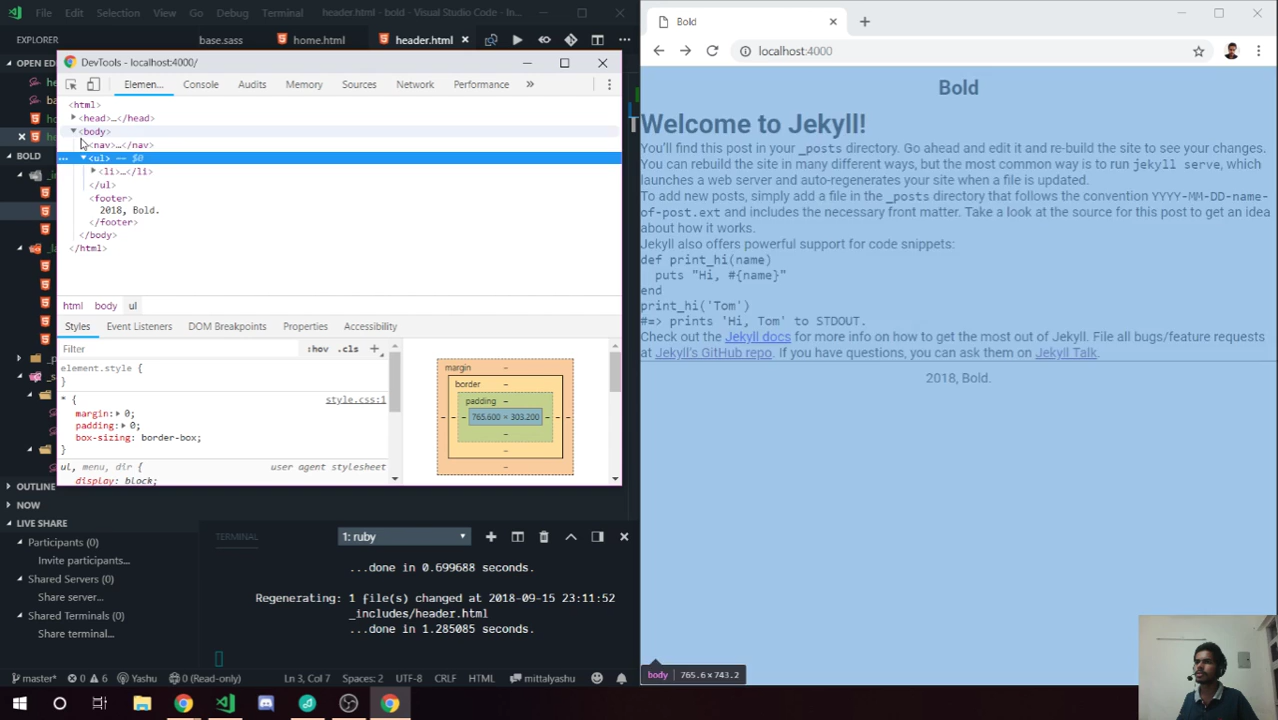 File Edit Selection View Go Debug Terminal header.html - bold - Visual Studio Code - In...
EXPLORER base.sass home.html header.html
OPEN ED
BOLD
OUTLINE
NOW
LIVE SHARE
Participants (0)
Invite participants...
Shared Servers (0)
Share server...
Shared Terminals (0)
Share terminal...
DevTools - localhost:4000/
Elemen... Console Audits Memory Sources Network Performance »
<html>
<head>…</head>
<body>
<nav>…</nav>
... <ul> == $0
<li>…</li>
</ul>
<footer>
2018, Bold.
</footer>
</body>
</html>
html body ul
Styles Event Listeners DOM Breakpoints Properties Accessibility
Filter :hov .cls +
element.style {
}
* { style.css:1
margin: 0;
padding: 0;
box-sizing: border-box;
}
ul, menu, dir { user agent stylesheet
display: block;
margin –
border –
padding –
765.600 × 303.200
–
–
–
TERMINAL 1: ruby
...done in 0.699688 seconds.
Regenerating: 1 file(s) changed at 2018-09-15 23:11:52
_includes/header.html
...done in 1.285085 seconds.
master* 0 6 Yashu (Read-only) Ln 3, Col 7 Spaces: 2 UTF-8 CRLF HTML mittalyashu
Bold
localhost:4000
Bold
Welcome to Jekyll!
You'll find this post in your _posts directory. Go ahead and edit it and re-build the site to see your changes.
You can rebuild the site in many different ways, but the most common way is to run jekyll serve, which
launches a web server and auto-regenerates your site when a file is updated.
To add new posts, simply add a file in the _posts directory that follows the convention YYYY-MM-DD-name-
of-post.ext and includes the necessary front matter. Take a look at the source for this post to get an idea
about how it works.
Jekyll also offers powerful support for code snippets:
def print_hi(name)
puts "Hi, #{name}"
end
print_hi('Tom')
#=> prints 'Hi, Tom' to STDOUT.
Check out the Jekyll docs for more info on how to get the most out of Jekyll. File all bugs/feature requests
at Jekyll's GitHub repo. If you have questions, you can ask them on Jekyll Talk.
2018, Bold.
body 765.6×743.2